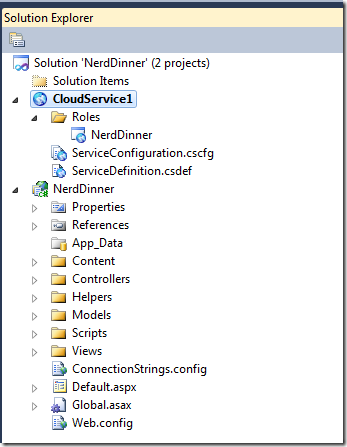 Solution Explorer
Solution 'NerdDinner' (2 projects)
Solution Items
CloudService1
Roles
NerdDinner
ServiceConfiguration.cscfg
ServiceDefinition.csdef
NerdDinner
Properties
References
App_Data
Content
Controllers
Helpers
Models
Scripts
Views
ConnectionStrings.config
Default.aspx
Global.asax
Web.config